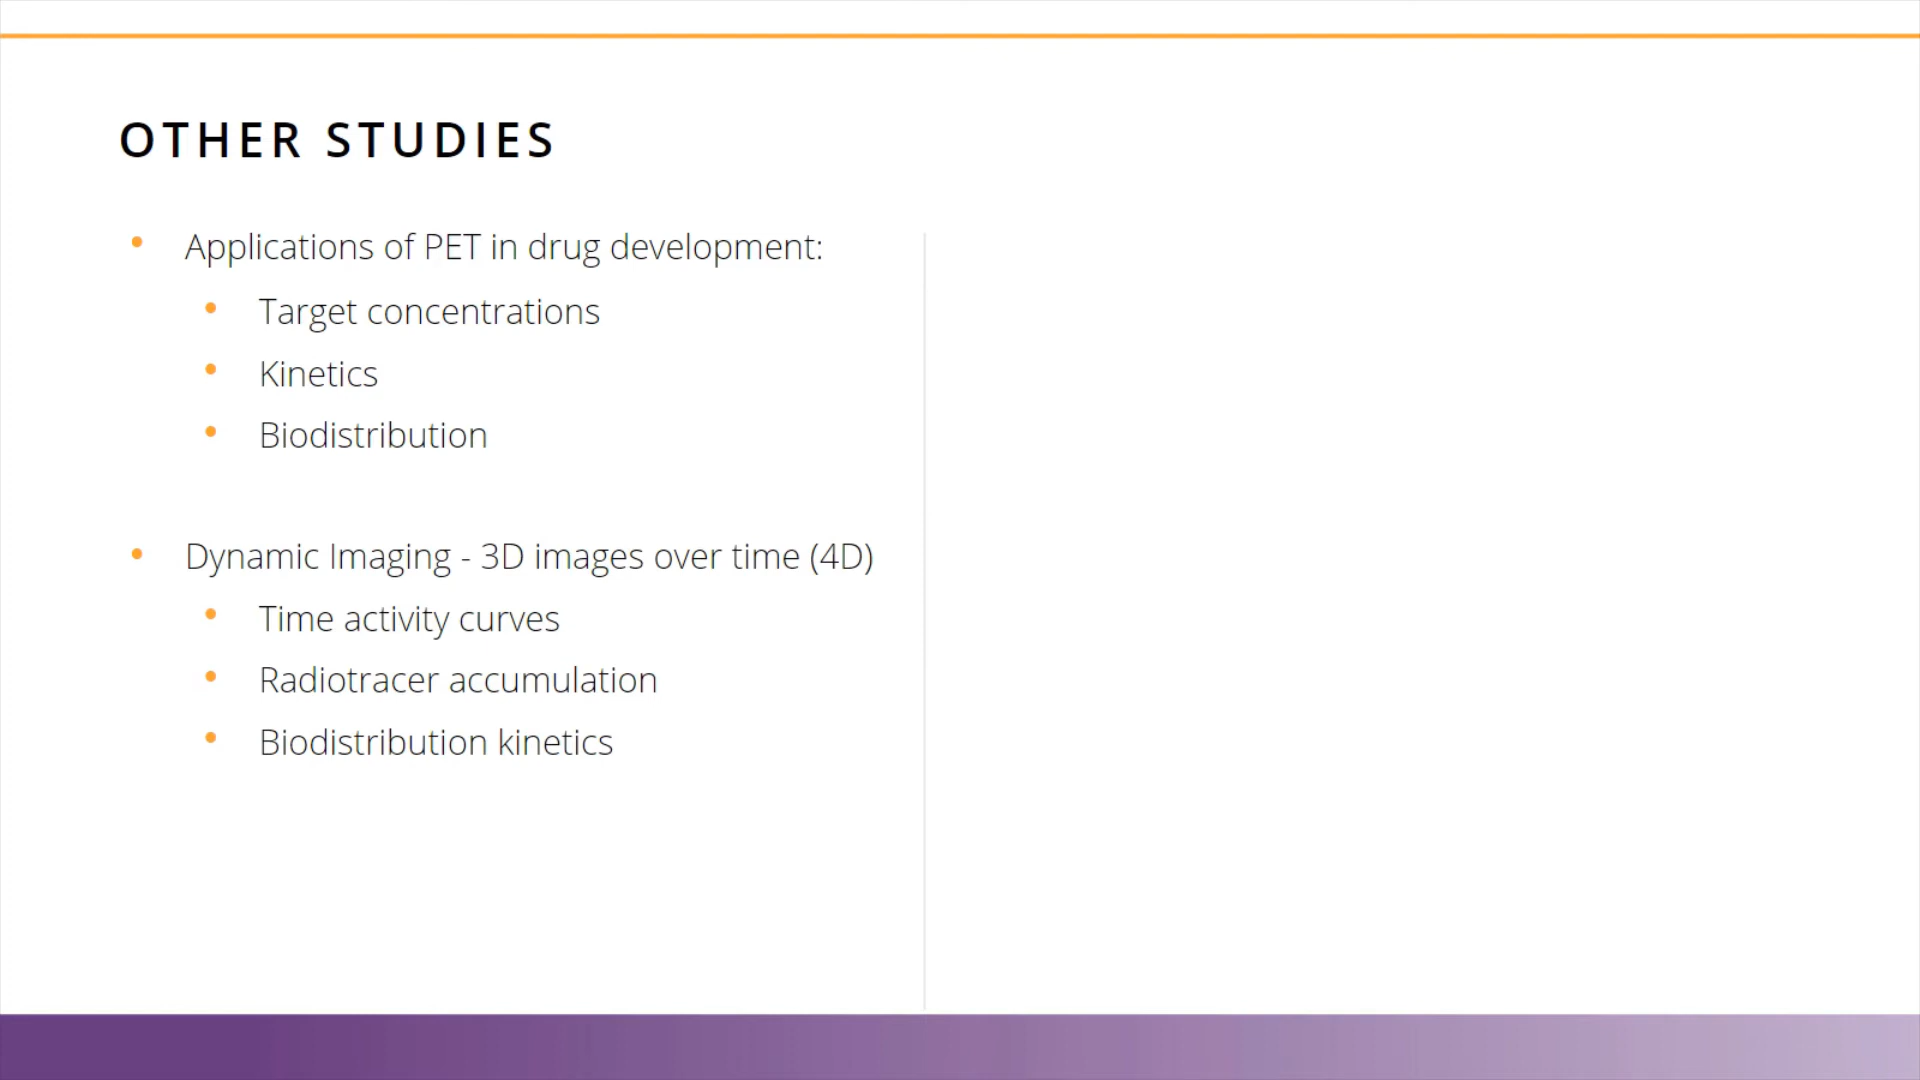 OTHER STUDIES
Applications of PET in drug development:
Target concentrations
Kinetics
Biodistribution
Dynamic Imaging - 3D images over time (4D)
Time activity curves
Radiotracer accumulation
Biodistribution kinetics